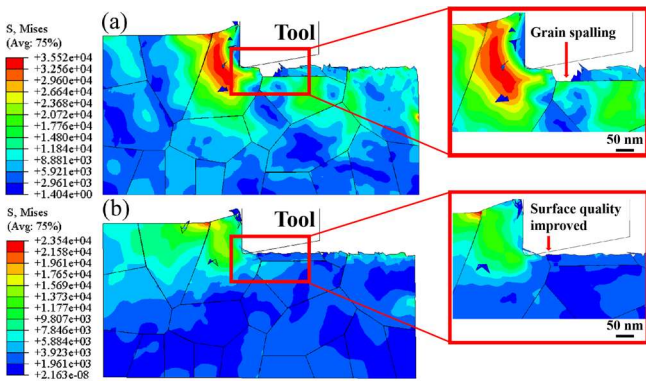 (a)
S, Mises
(Avg: 75%)
+3.552e+04
+3.256e+04
+2.960e+04
+2.664e+04
+2.368e+04
+2.072e+04
+1.776e+04
+1.480e+04
+1.184e+04
+8.881e+03
+5.921e+03
+2.961e+03
+1.404e+00
Tool
Grain spalling
50 nm
(b)
S, Mises
(Avg: 75%)
+2.354e+04
+2.158e+04
+1.961e+04
+1.765e+04
+1.569e+04
+1.373e+04
+1.177e+04
+9.807e+03
+7.846e+03
+5.884e+03
+3.923e+03
+1.961e+03
+2.163e-08
Tool
Surface quality
improved
50 nm